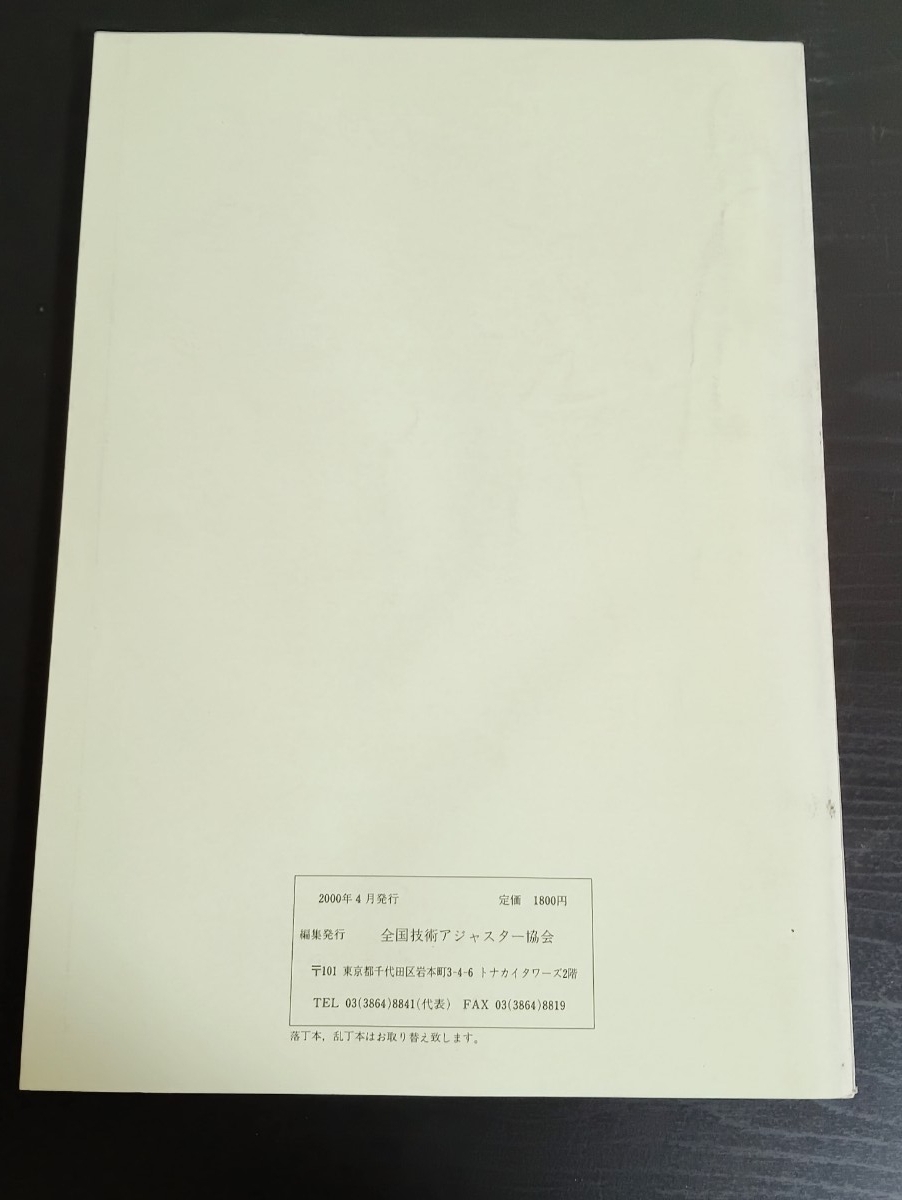 2000年4月発行 定価 1800円
編集発行 全国技術アジャスター協会
〒101 東京都千代田区岩本町3-4-6 トナカイタワーズ2階
TEL 03(3864)8841(代表) FAX 03(3864)8819
落丁本,乱丁本はお取り替え致します。